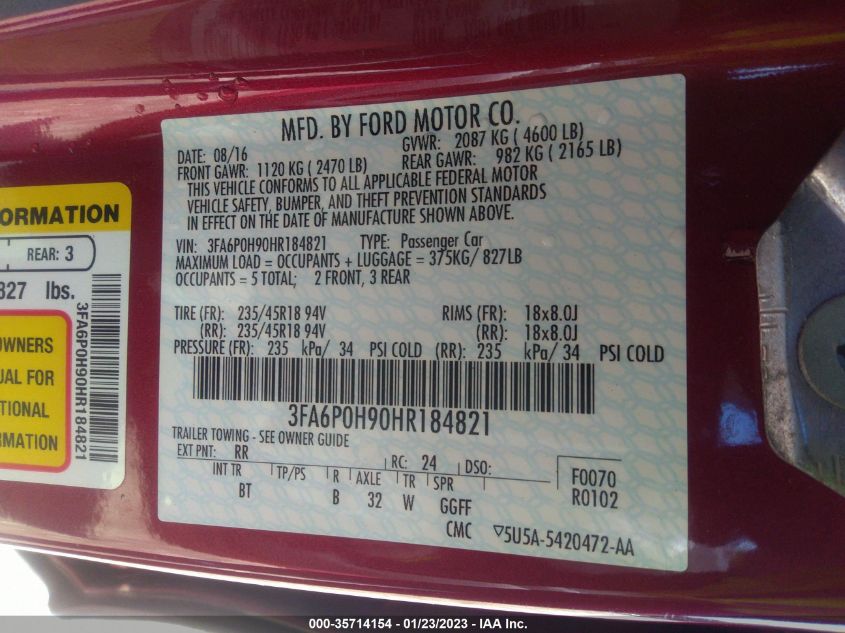 MFD. BY FORD MOTOR CO.
DATE: 08/16 GVWR: 2087 KG ( 4600 LB)
FRONT GAWR: 1120 KG ( 2470 LB) REAR GAWR: 982 KG ( 2165 LB)
THIS VEHICLE CONFORMS TO ALL APPLICABLE FEDERAL MOTOR
VEHICLE SAFETY, BUMPER, AND THEFT PREVENTION STANDARDS
IN EFFECT ON THE DATE OF MANUFACTURE SHOWN ABOVE.
VIN: 3FA6P0H90HR184821 TYPE: Passenger Car
MAXIMUM LOAD = OCCUPANTS + LUGGAGE = 375KG/ 827LB
OCCUPANTS = 5 TOTAL; 2 FRONT, 3 REAR
TIRE (FR): 235/45R18 94V RIMS (FR): 18x8.0J
(RR): 235/45R18 94V (RR): 18x8.0J
PRESSURE (FR): 235 kPa/ 34 PSI COLD (RR): 235 kPa/ 34 PSI COLD
3FA6P0H90HR184821
TRAILER TOWING - SEE OWNER GUIDE
EXT PNT: RR RC: 24 DSO:
INT TR TP/PS R AXLE TR SPR
BT B 32 W GGFF
F0070
R0102
CMC ▽5U5A-5420472-AA
ORMATION
REAR: 3
827 lbs.
OWNERS
UAL FOR
TIONAL
RMATION
3FA6P0H90HR184821
000-35714154 — 01/23/2023 — IAA Inc.